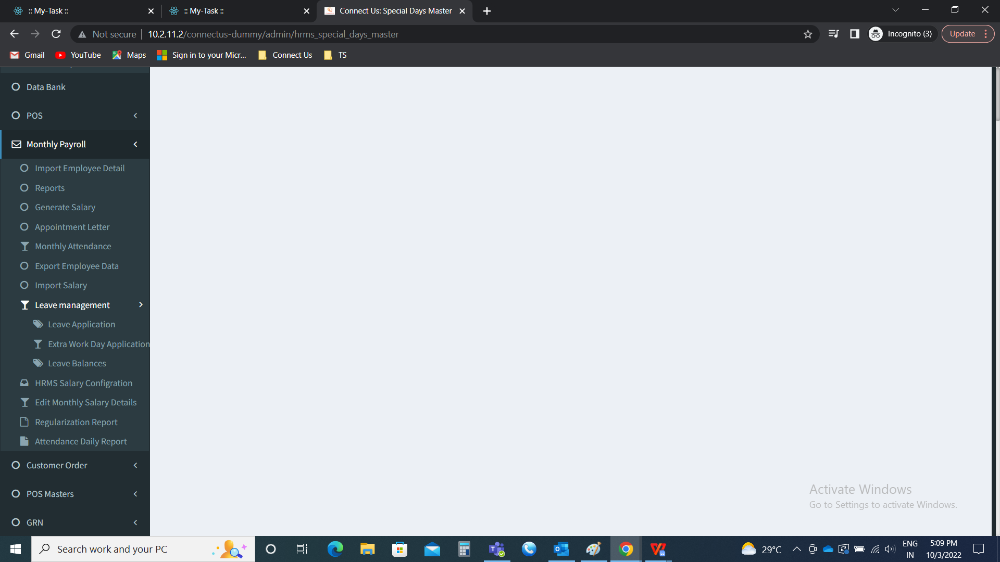 :: My-Task ::
:: My-Task ::
Connect Us: Special Days Master
Not secure
10.2.11.2/connectus-dummy/admin/hrms_special_days_master
Incognito (3)
Update
Gmail
YouTube
Maps
Sign in to your Micr...
Connect Us
TS
Data Bank
POS
Monthly Payroll
Import Employee Detail
Reports
Generate Salary
Appointment Letter
Monthly Attendance
Export Employee Data
Import Salary
Leave management
Leave Application
Extra Work Day Application
Leave Balances
HRMS Salary Configration
Edit Monthly Salary Details
Regularization Report
Attendance Daily Report
Customer Order
POS Masters
GRN
Activate Windows
Go to Settings to activate Windows.
Search work and your PC
29°C
ENG
IN
5:09 PM
10/3/2022